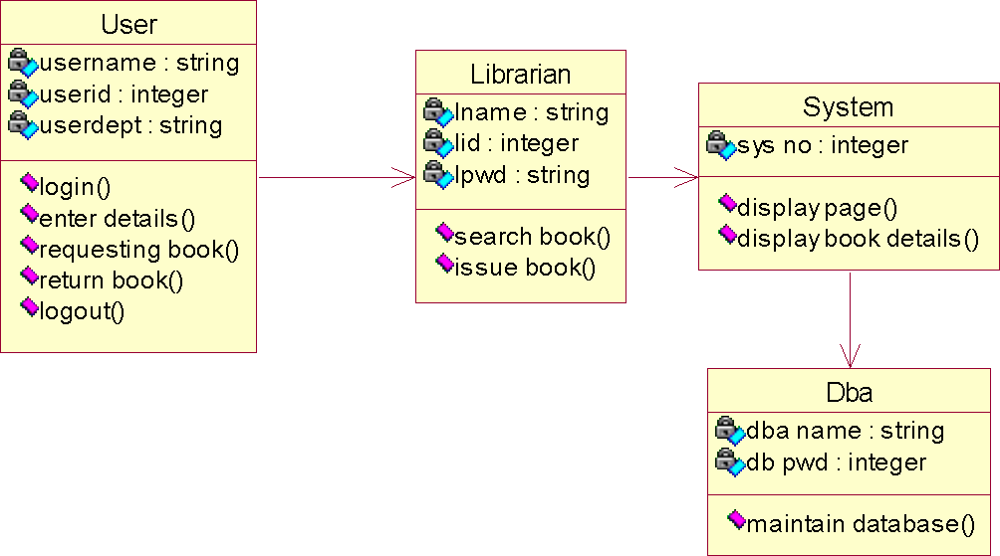 User
username : string
userid : integer
userdept : string
login()
enter details()
requesting book()
return book()
logout()
Librarian
lname : string
lid : integer
lpwd : string
search book()
issue book()
System
sys no : integer
display page()
display book details()
Dba
dba name : string
db pwd : integer
maintain database()